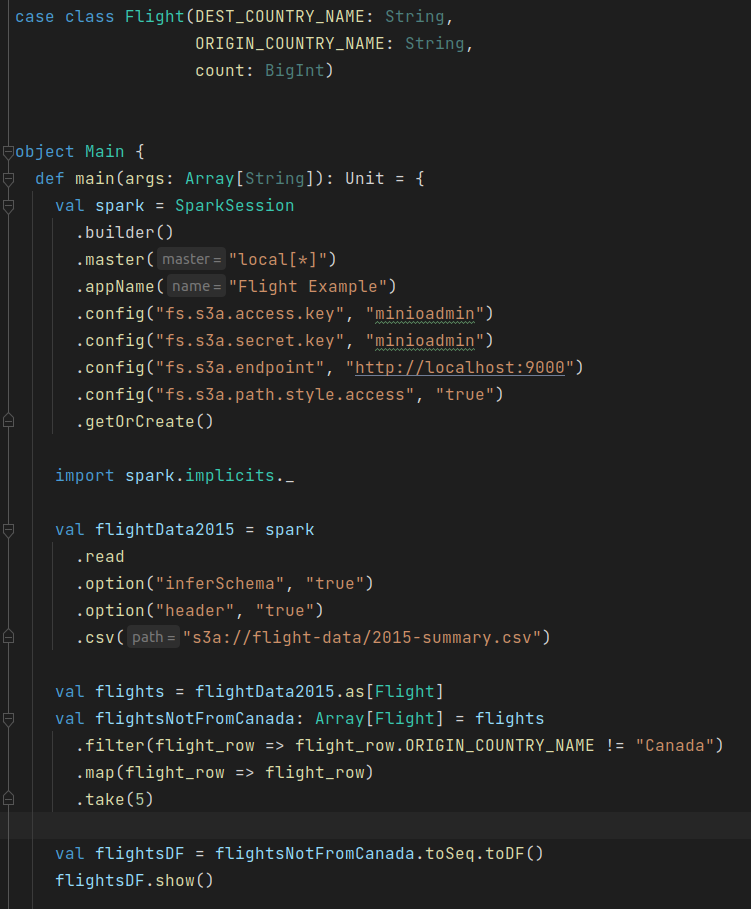 case class Flight(DEST_COUNTRY_NAME: String,
                  ORIGIN_COUNTRY_NAME: String,
                  count: BigInt)
object Main {
  def main(args: Array[String]): Unit = {
    val spark = SparkSession
      .builder()
      .master( master = "local[*]")
      .appName( name = "Flight Example")
      .config("fs.s3a.access.key", "minioadmin")
      .config("fs.s3a.secret.key", "minioadmin")
      .config("fs.s3a.endpoint", "http://localhost:9000")
      .config("fs.s3a.path.style.access", "true")
      .getOrCreate()
    import spark.implicits._
    val flightData2015 = spark
      .read
      .option("inferSchema", "true")
      .option("header", "true")
      .csv( path = "s3a://flight-data/2015-summary.csv")
    val flights = flightData2015.as[Flight]
    val flightsNotFromCanada: Array[Flight] = flights
      .filter(flight_row => flight_row.ORIGIN_COUNTRY_NAME != "Canada")
      .map(flight_row => flight_row)
      .take(5)
    val flightsDF = flightsNotFromCanada.toSeq.toDF()
    flightsDF.show()